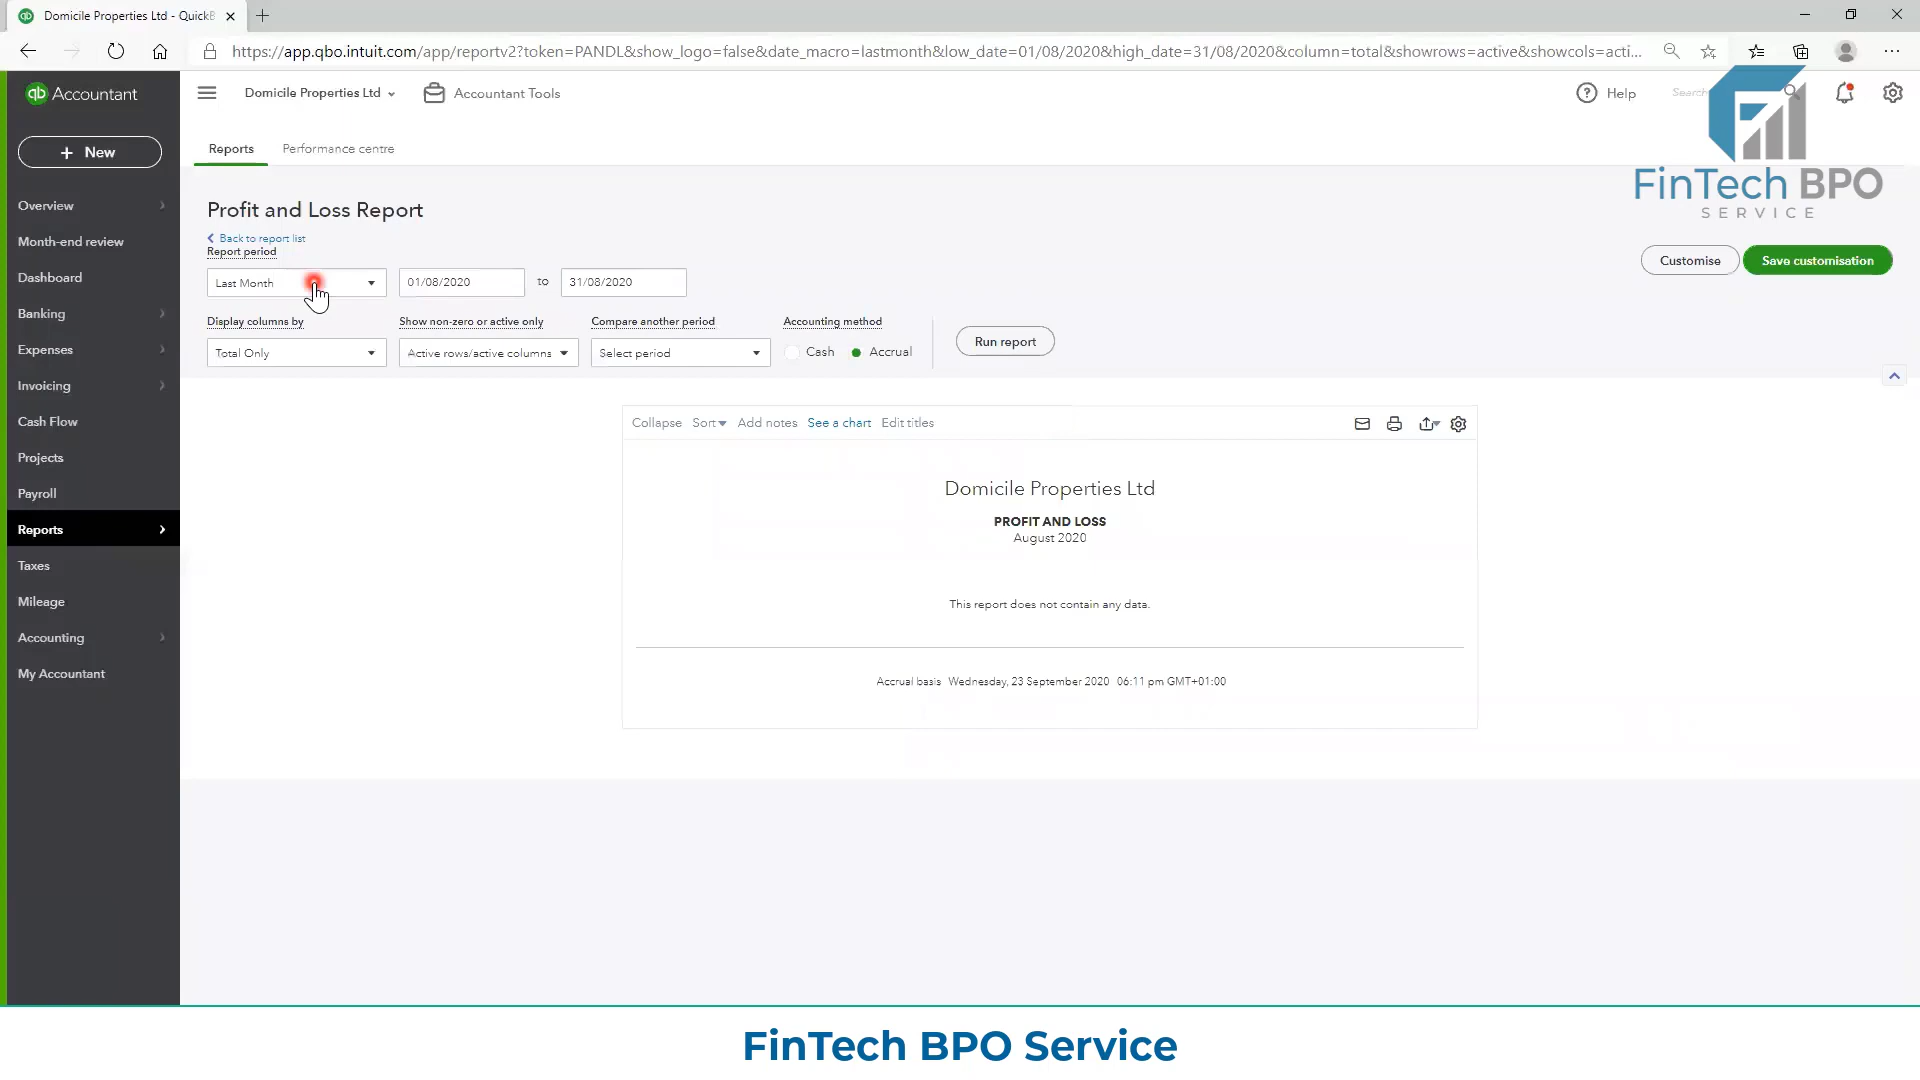 Domicile Properties Ltd - QuickB
https://app.qbo.intuit.com/app/reportv2?token=PANDL&show_logo=false&date_macro=lastmonth&low_date=01/08/2020&high_date=31/08/2020&column=total&showrows=active&showcols=acti...
qb Accountant
Domicile Properties Ltd
Accountant Tools
Help
Search
+ New
Reports
Performance centre
FinTech BPO
SERVICE
Overview
Month-end review
Dashboard
Banking
Expenses
Invoicing
Cash Flow
Projects
Payroll
Reports
Taxes
Mileage
Accounting
My Accountant
Profit and Loss Report
Back to report list
Report period
Last Month
01/08/2020
to
31/08/2020
Customise
Save customisation
Display columns by
Show non-zero or active only
Compare another period
Accounting method
Total Only
Active rows/active columns
Select period
Cash
Accrual
Run report
Collapse Sort Add notes See a chart Edit titles
Domicile Properties Ltd
PROFIT AND LOSS
August 2020
This report does not contain any data.
Accrual basis Wednesday, 23 September 2020 06:11 pm GMT+01:00
FinTech BPO Service